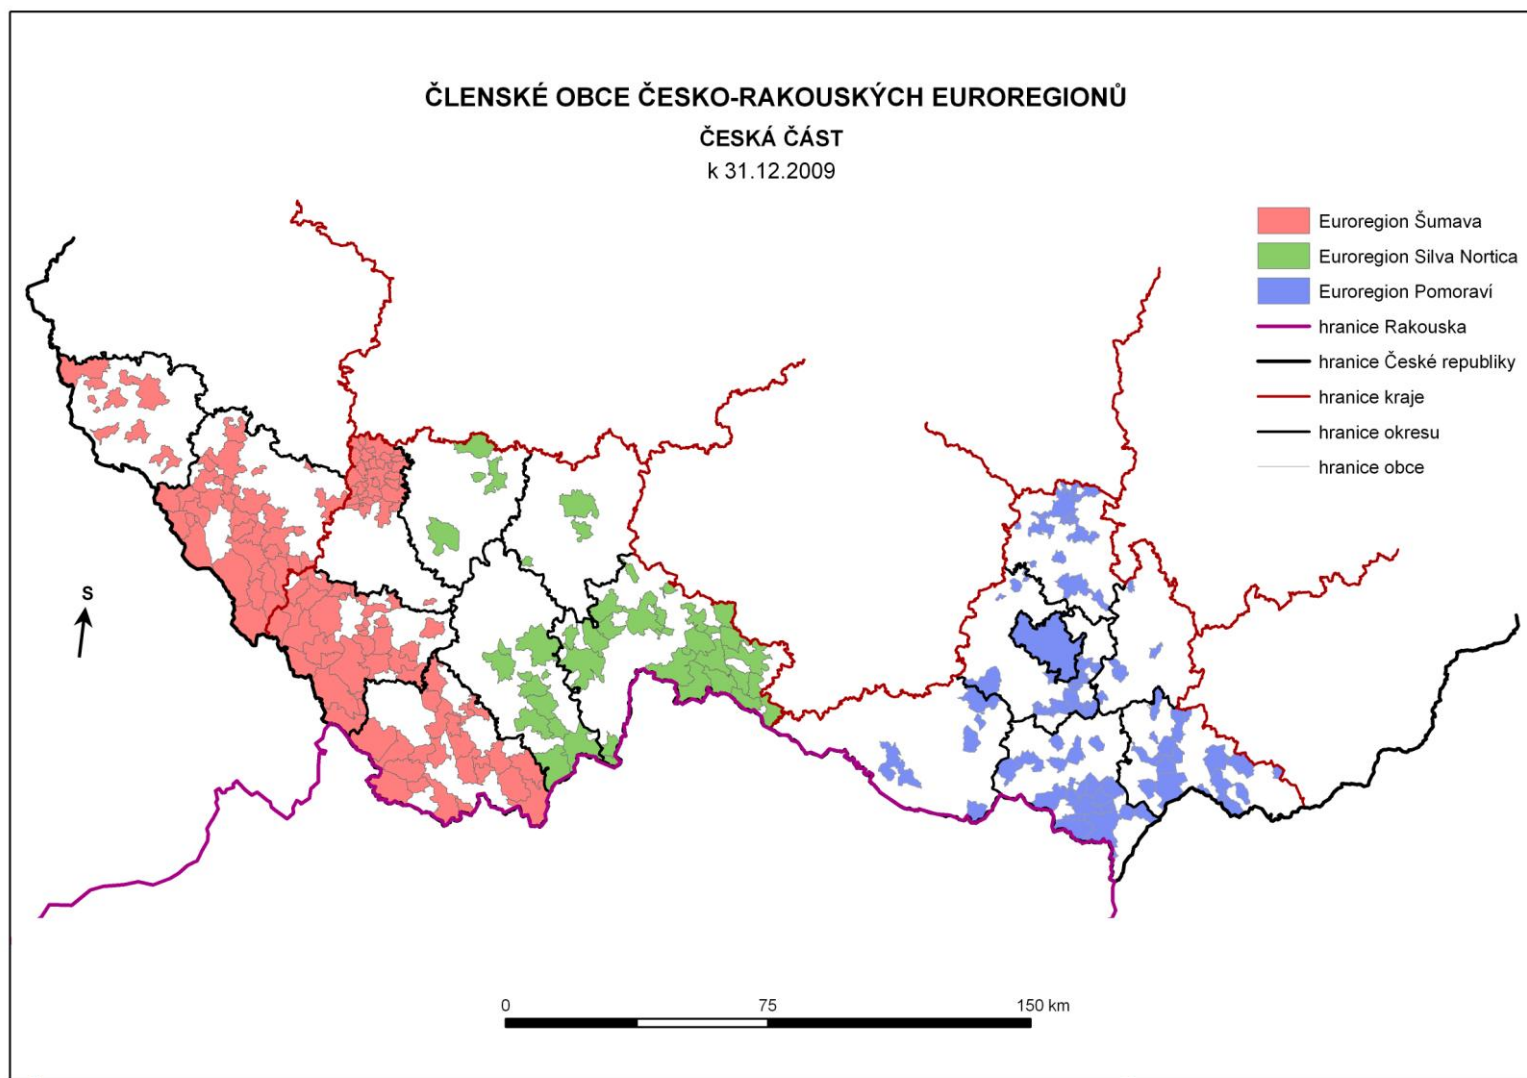 ČLENSKÉ OBCE ČESKO-RAKOUSKÝCH EUROREGIONŮ
ČESKÁ ČÁST
k 31.12.2009
Euroregion Šumava
Euroregion Silva Nortica
Euroregion Pomoraví
hranice Rakouska
hranice České republiky
hranice kraje
hranice okresu
hranice obce
S
0 75 150 km